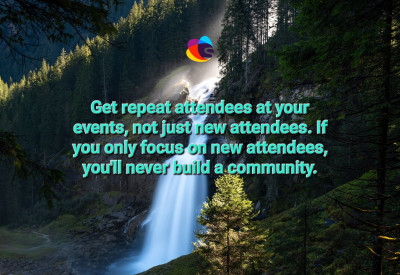 Get repeat attendees at your
events, not just new attendees. If
you only focus on new attendees,
you'll never build a community.